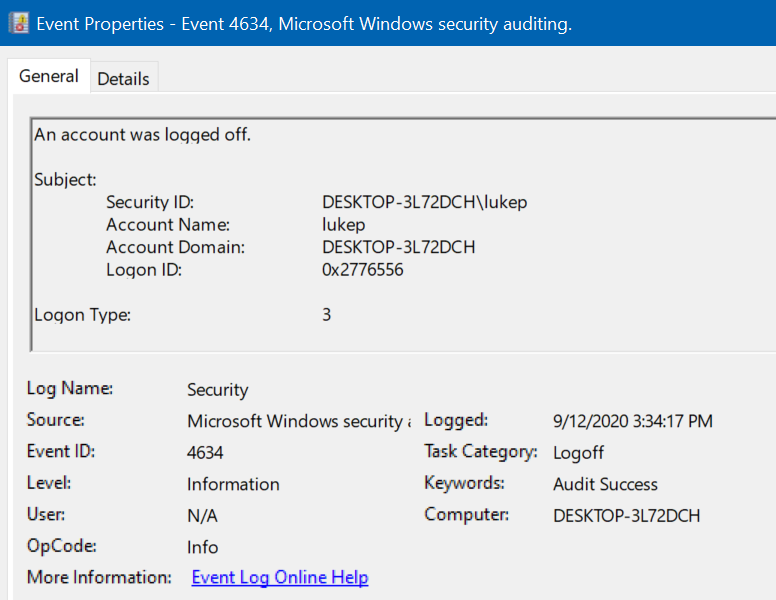 Event Properties - Event 4634, Microsoft Windows security auditing.
General Details
An account was logged off.
Subject:
Security ID: DESKTOP-3L72DCH\lukep
Account Name: lukep
Account Domain: DESKTOP-3L72DCH
Logon ID: 0x2776556
Logon Type: 3
Log Name: Security
Source: Microsoft Windows security Logged: 9/12/2020 3:34:17 PM
Event ID: 4634 Task Category: Logoff
Level: Information Keywords: Audit Success
User: N/A Computer: DESKTOP-3L72DCH
OpCode: Info
More Information: Event Log Online Help